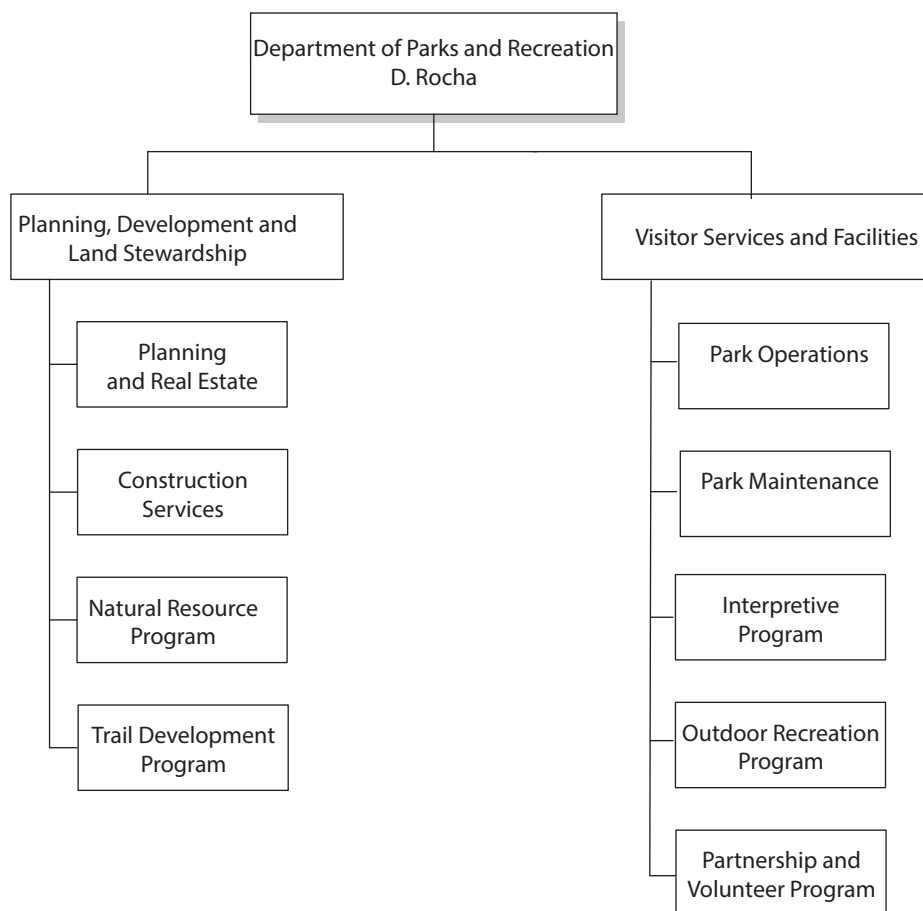 Department of Parks and Recreation
D. Rocha
Planning, Development and
Land Stewardship
Planning
and Real Estate
Construction
Services
Natural Resource
Program
Trail Development
Program
Visitor Services and Facilities
Park Operations
Park Maintenance
Interpretive
Program
Outdoor Recreation
Program
Partnership and
Volunteer Program